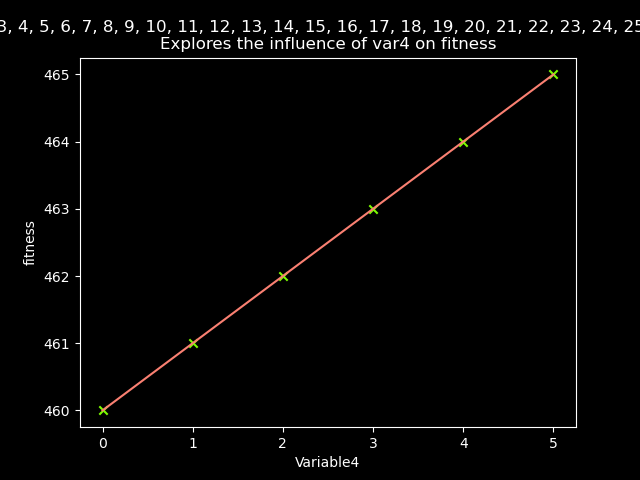 3, 4, 5, 6, 7, 8, 9, 10, 11, 12, 13, 14, 15, 16, 17, 18, 19, 20, 21, 22, 23, 24, 25
Explores the influence of var4 on fitness
465
464
463
462
461
460
fitness
0 1 2 3 4 5
Variable4